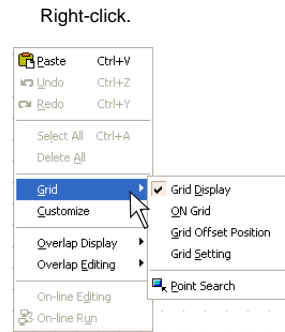 Right-click.
Paste Ctrl+V
Undo Ctrl+Z
Redo Ctrl+Y
Select All Ctrl+A
Delete All
Grid
Customize
Overlap Display
Overlap Editing
On-line Editing
On-line Run
Grid Display
ON Grid
Grid Offset Position
Grid Setting
Point Search